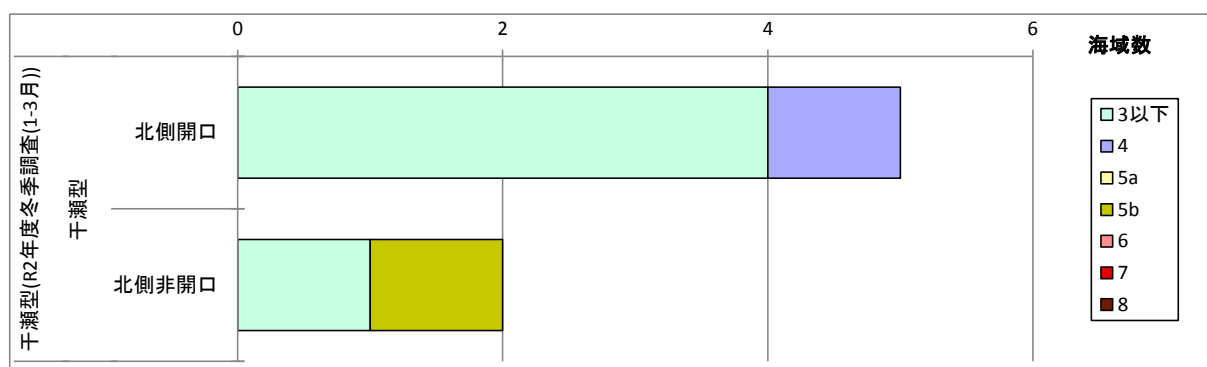 0 2 4 6
海域数
干瀬型(R2年度冬季調査(1-3月))
干瀬型
北側開口
北側非開口
3以下
4
5a
5b
6
7
8